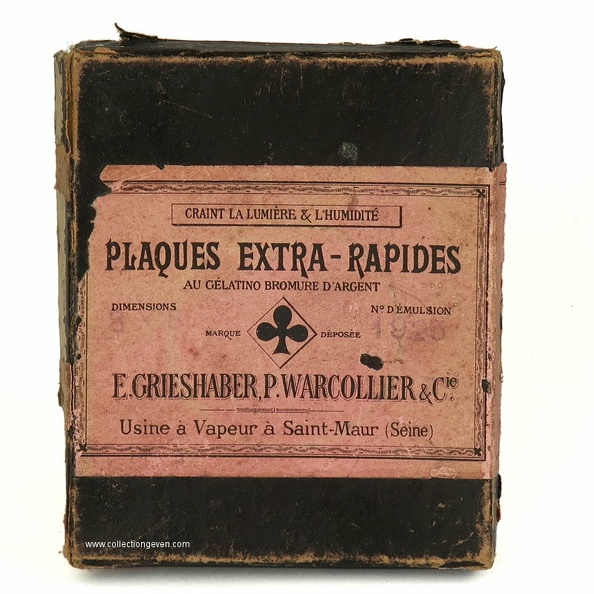 CRAINT LA LUMIÈRE & L'HUMIDITÉ
PLAQUES EXTRA-RAPIDES
AU GÉLATINO BROMURE D'ARGENT
DIMENSIONS
N° D'ÉMULSION
MARQUE DÉPOSÉE
E. GRIESHABER, P. WARCOLLIER & Cie.
Usine à Vapeur à Saint-Maur (Seine)
www.collectiongeven.com